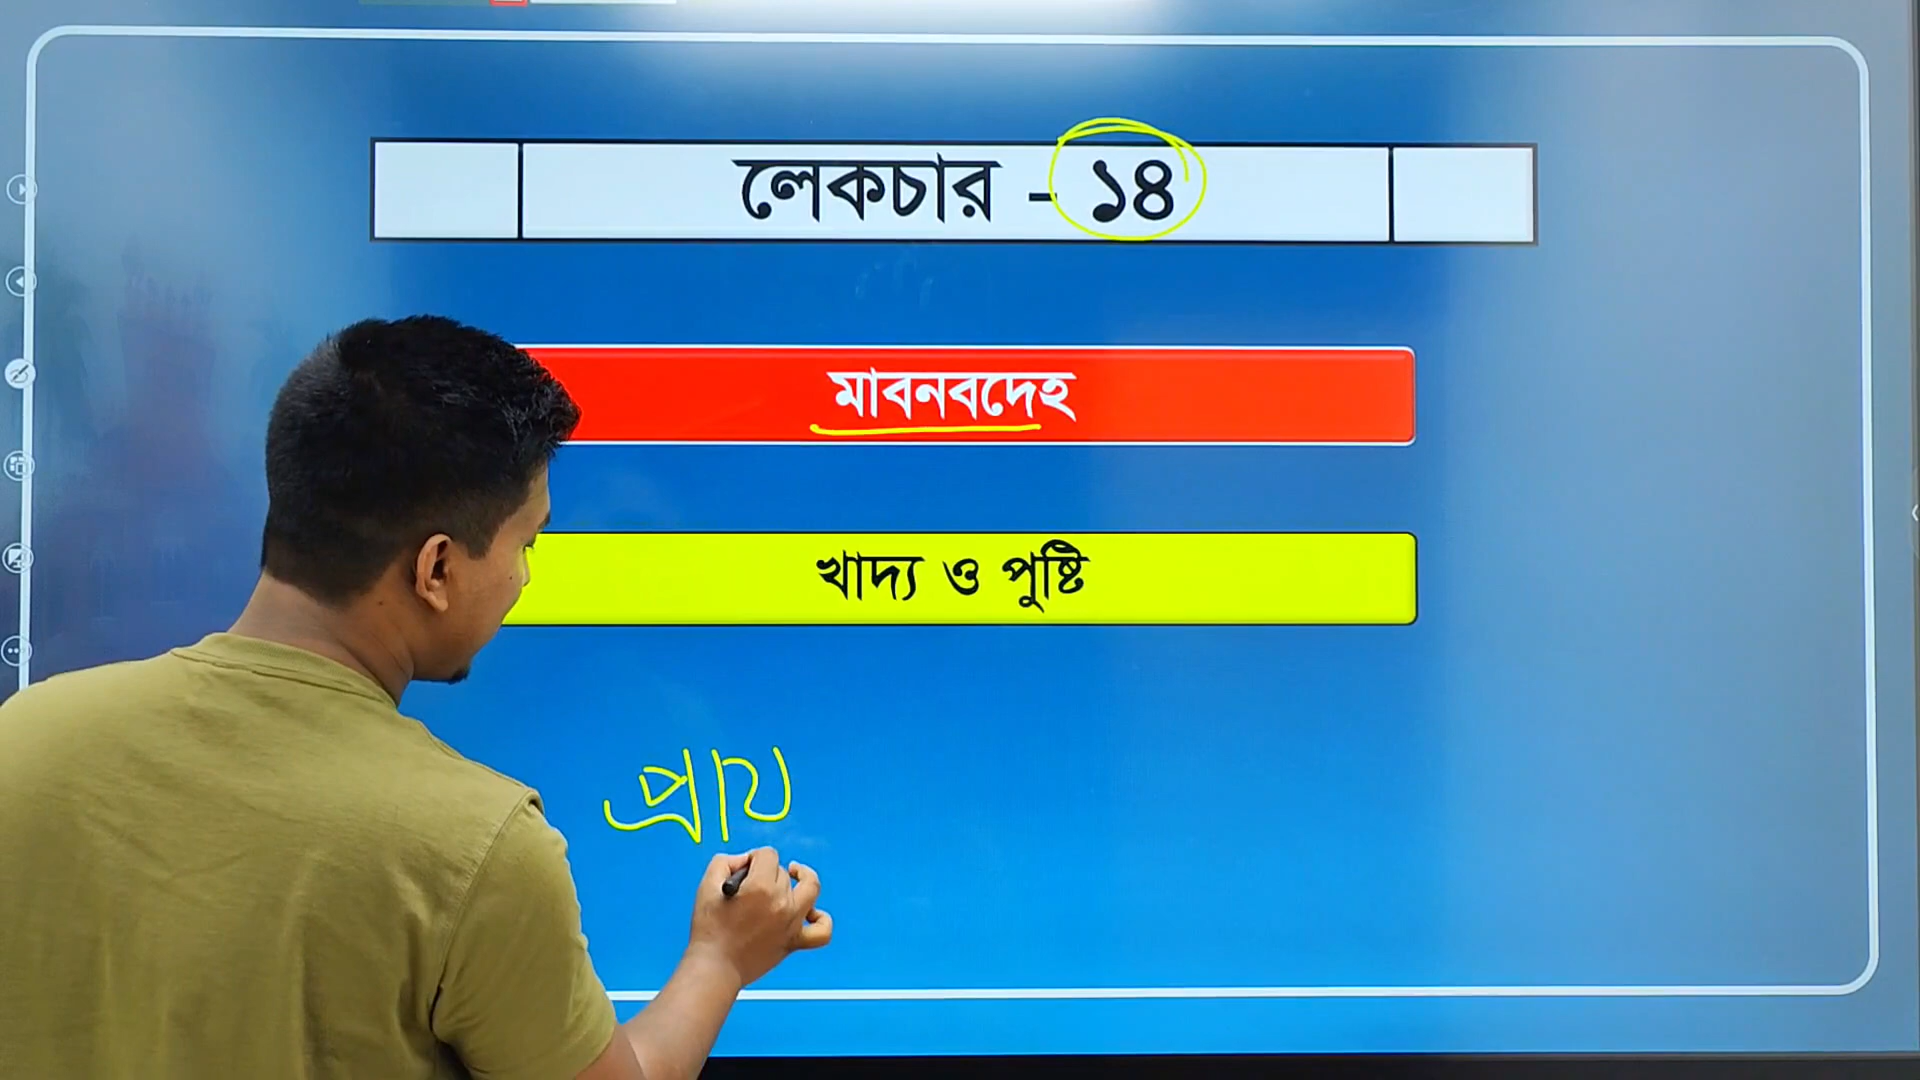 লেকচার - ১৪
মাবনবদেহ
খাদ্য ও পুষ্টি
প্রায